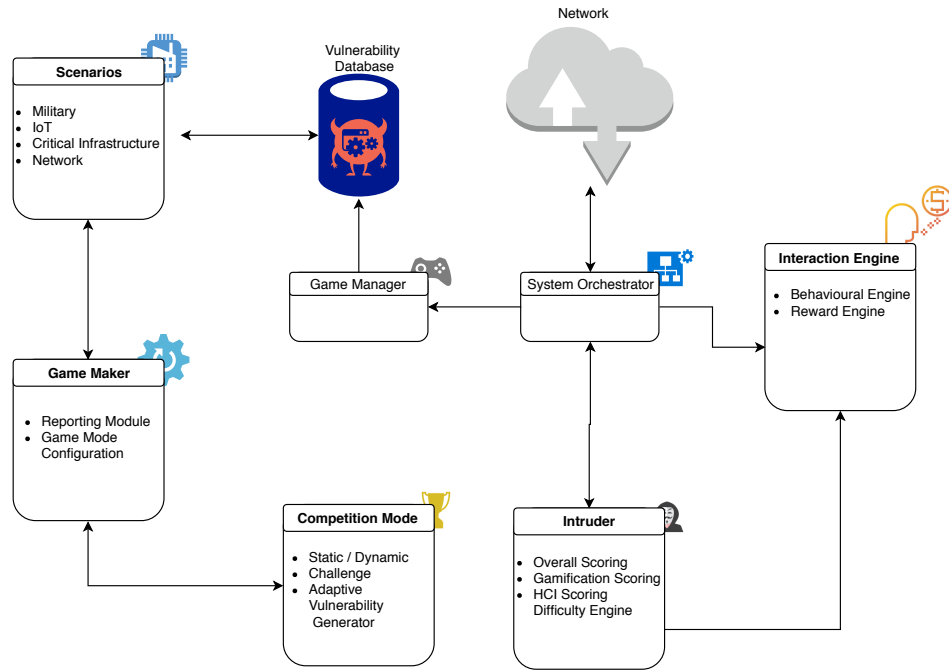 Network
Vulnerability
Database
Scenarios
Military
IoT
Critical Infrastructure
Network
Game Manager
System Orchestrator
Interaction Engine
Behavioural Engine
Reward Engine
Game Maker
Reporting Module
Game Mode
Configuration
Competition Mode
Static / Dynamic
Challenge
Adaptive
Vulnerability
Generator
Intruder
Overall Scoring
Gamification Scoring
HCI Scoring
Difficulty Engine